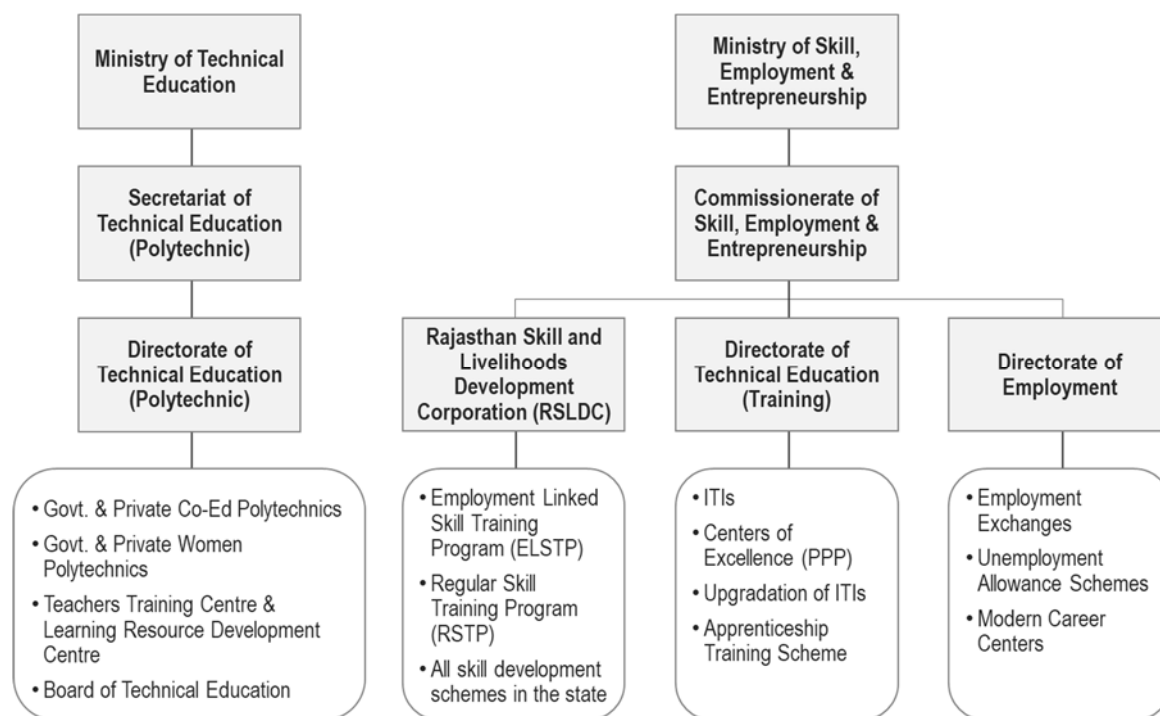 Ministry of Technical
Education
Ministry of Skill,
Employment &
Entrepreneurship
Secretariat of
Technical Education
(Polytechnic)
Commissionerate of
Skill, Employment &
Entrepreneurship
Directorate of
Technical Education
(Polytechnic)
Rajasthan Skill and
Livelihoods
Development
Corporation (RSLDC)
Directorate of
Technical Education
(Training)
Directorate of
Employment
• Govt. & Private Co-Ed Polytechnics
• Govt. & Private Women
Polytechnics
• Teachers Training Centre &
Learning Resource Development
Centre
• Board of Technical Education
• Employment Linked
Skill Training
Program (ELSTP)
• Regular Skill
Training Program
(RSTP)
• All skill development
schemes in the state
• ITIs
• Centers of
Excellence (PPP)
• Upgradation of ITIs
• Apprenticeship
Training Scheme
• Employment
Exchanges
• Unemployment
Allowance Schemes
• Modern Career
Centers